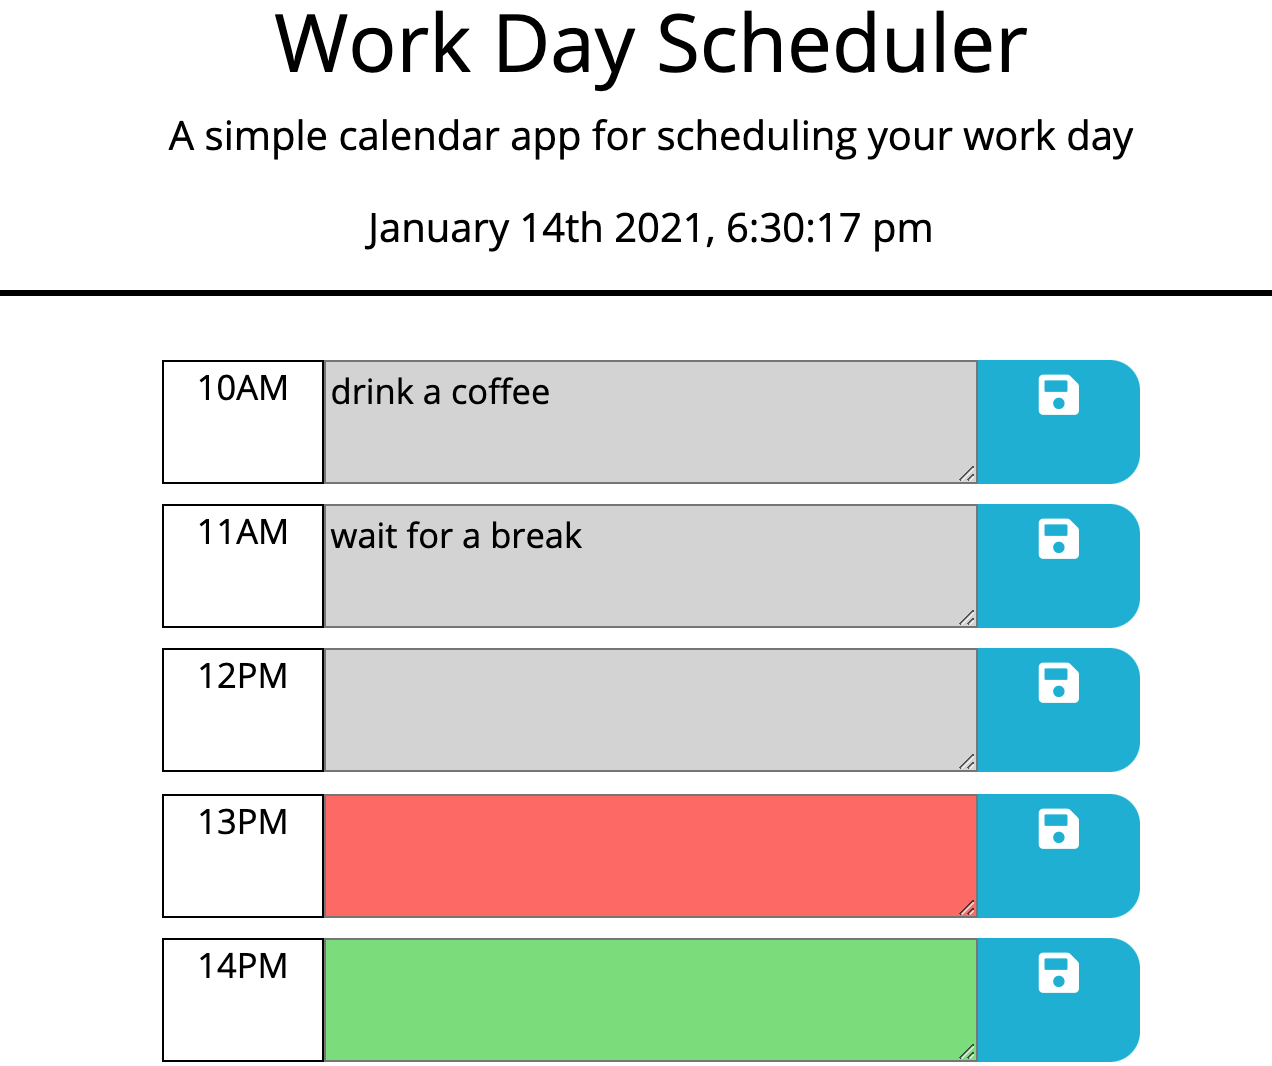 Work Day Scheduler
A simple calendar app for scheduling your work day
January 14th 2021, 6:30:17 pm
10AM
drink a coffee
11AM
wait for a break
12PM
13PM
14PM